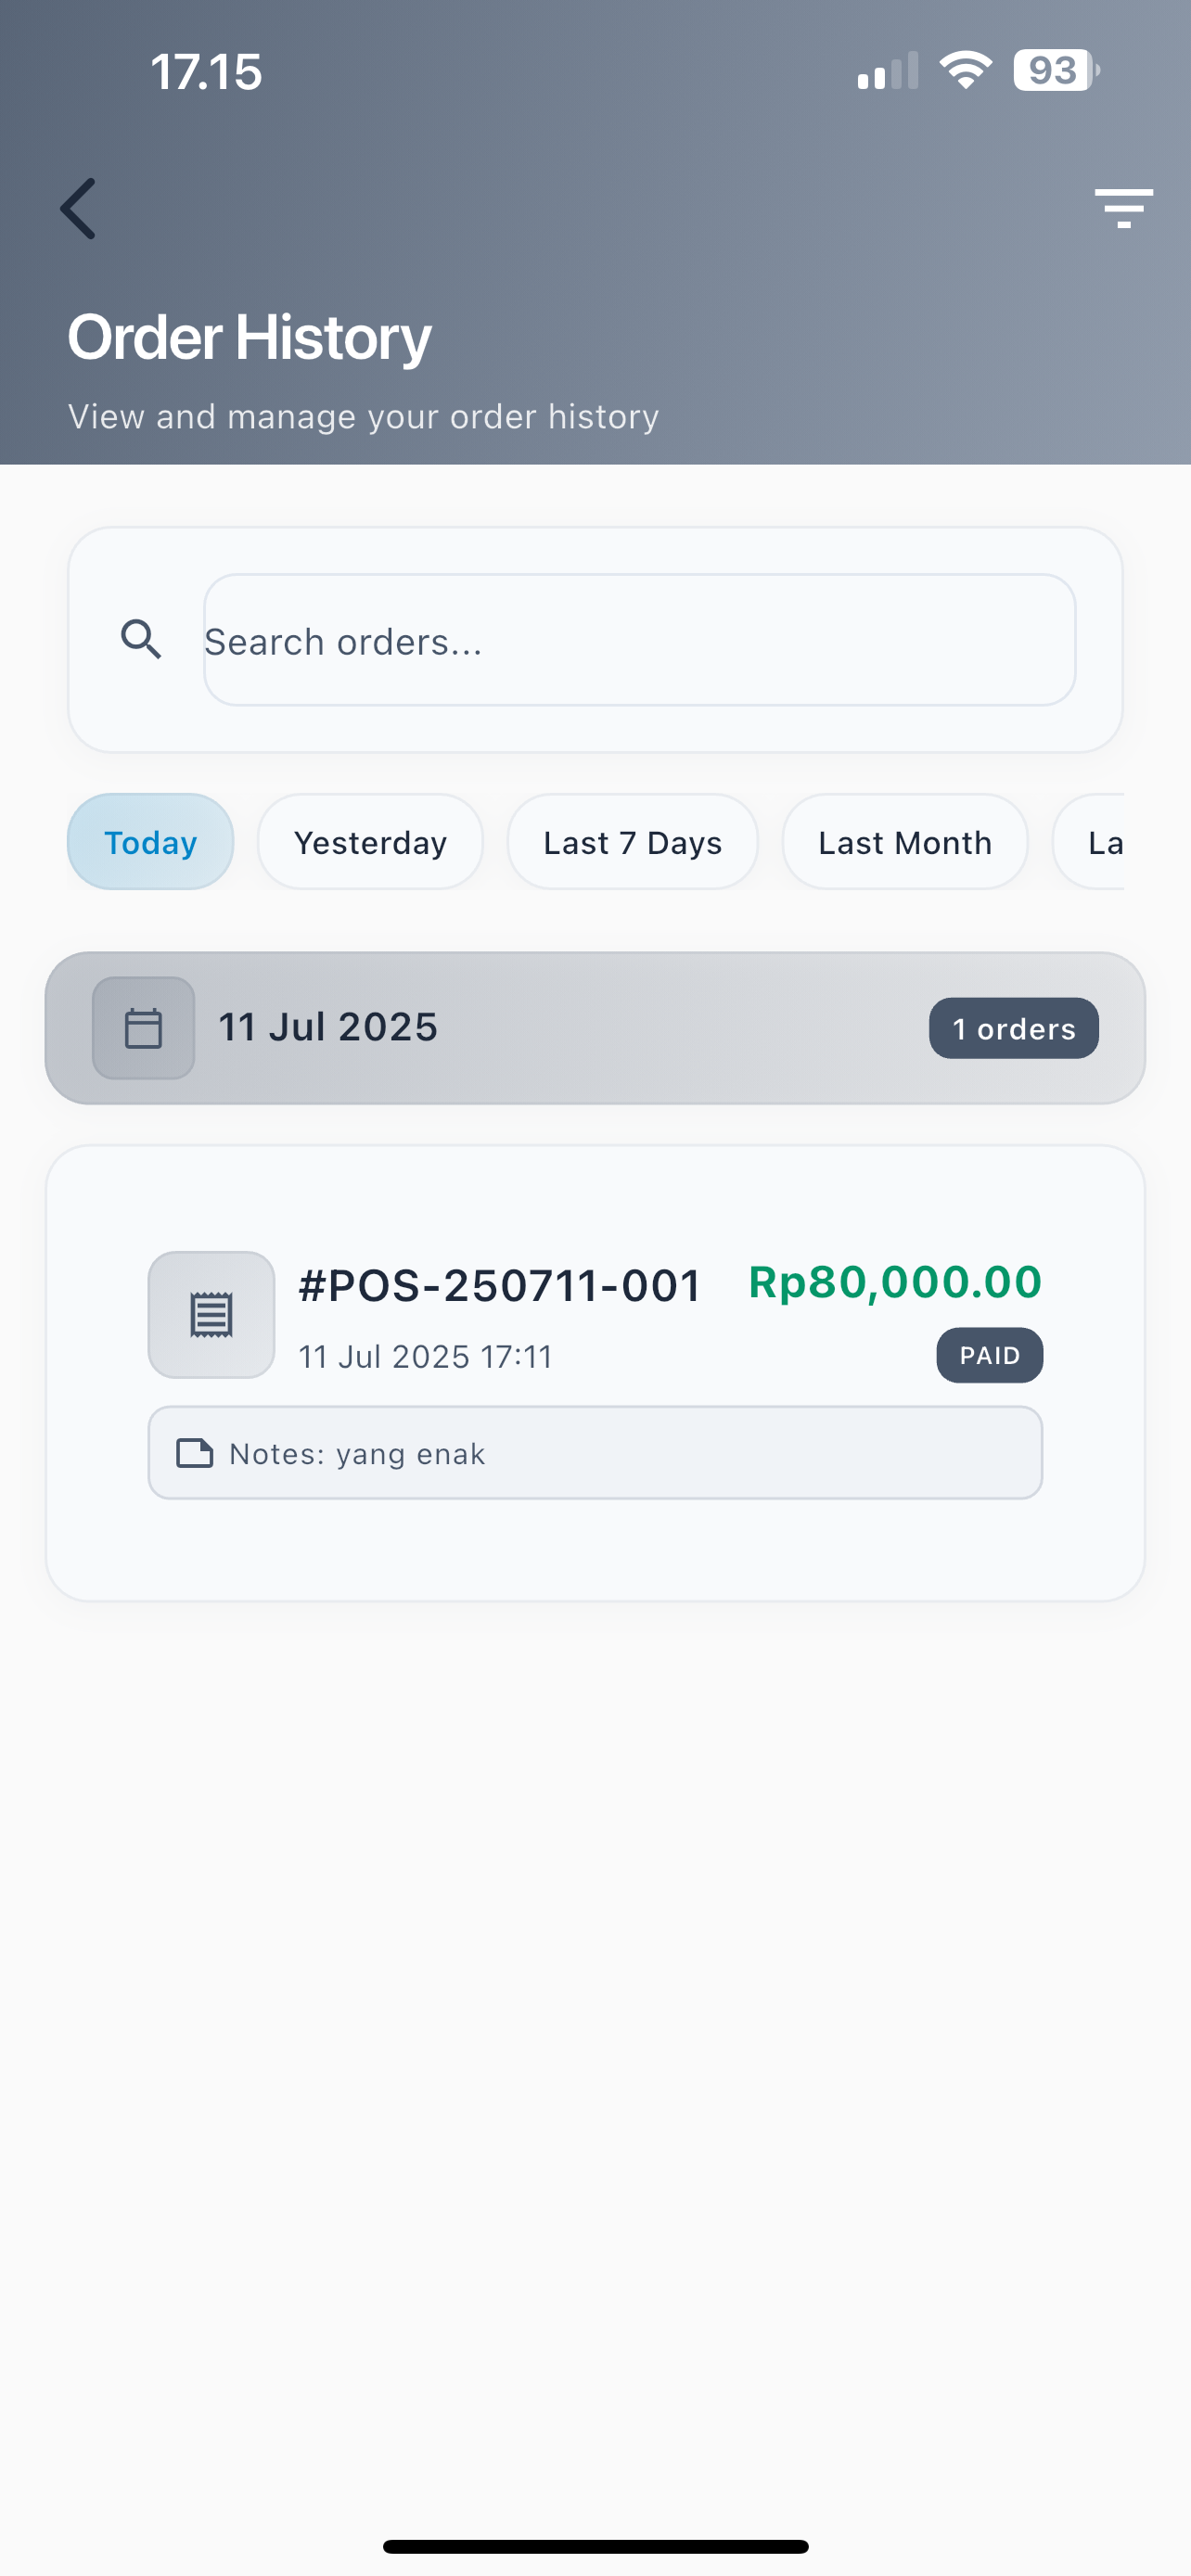 17.15
93
Order History
View and manage your order history
Search orders...
Today
Yesterday
Last 7 Days
Last Month
La
11 Jul 2025
1 orders
#POS-250711-001
Rp80,000.00
11 Jul 2025 17:11
PAID
Notes: yang enak